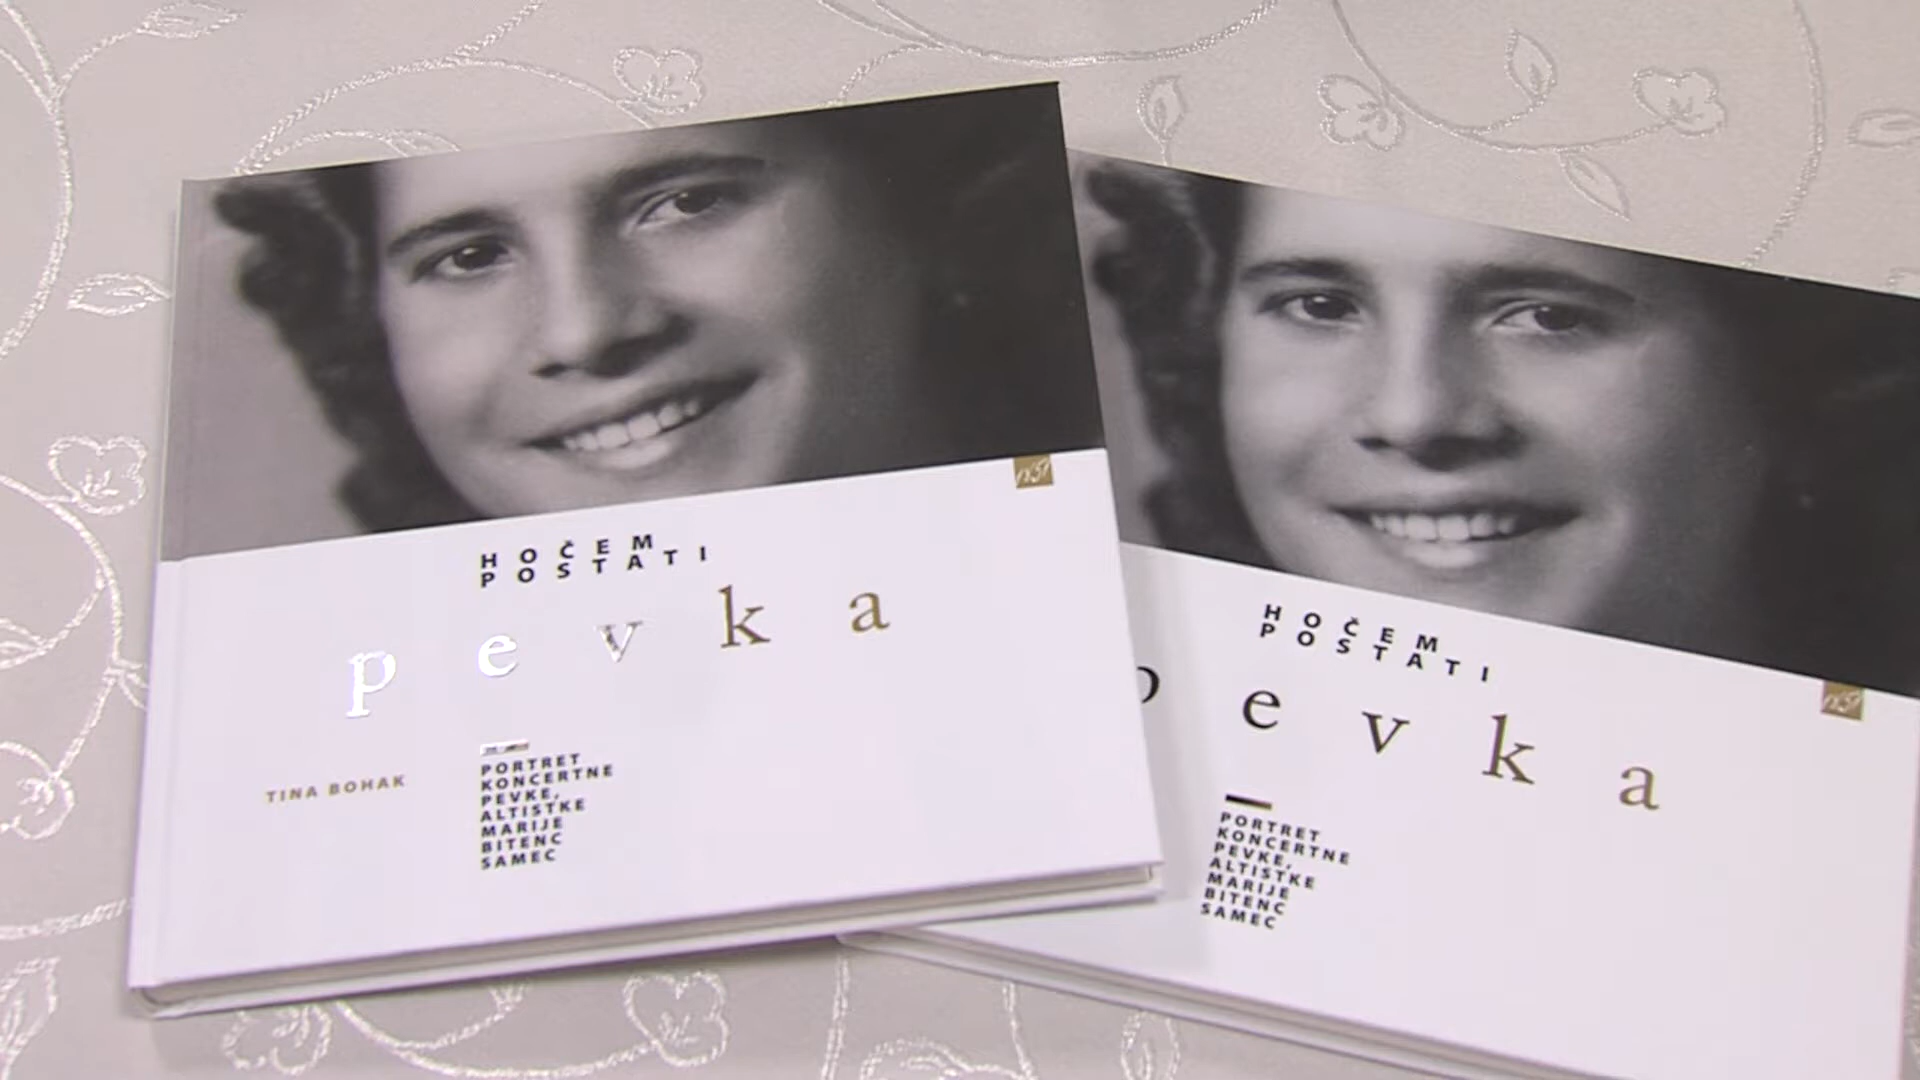 HOČEM
POSTATI
pevka
TINA BOHAK
PORTRET
KONCERTNE
PEVKE,
ALTISTKE
MARIJE
BITENC
SAMEC
HOČEM
POSTATI
pevka
PORTRET
KONCERTNE
PEVKE,
ALTISTKE
MARIJE
BITENC
SAMEC